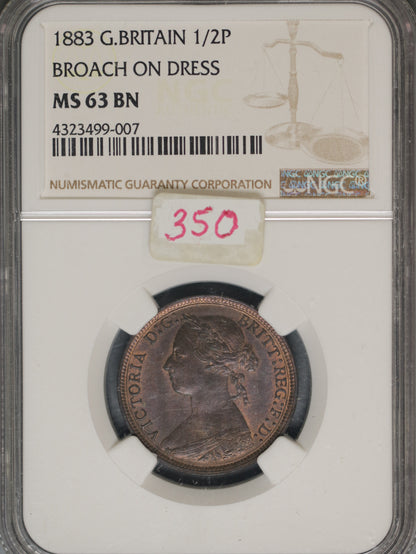 1883 G.BRITAIN 1/2P
BROACH ON DRESS
MS 63 BN
4323499-007
NUMISMATIC GUARANTY CORPORATION
NGC®
350
VICTORIA D:G: BRITT:REG:F:D: